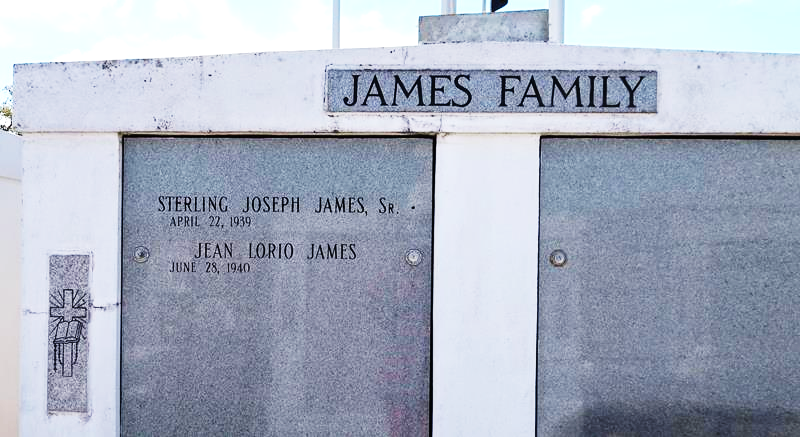 JAMES FAMILY
STERLING JOSEPH JAMES, SR.
APRIL 22, 1939
JEAN LORIO JAMES
JUNE 28, 1940